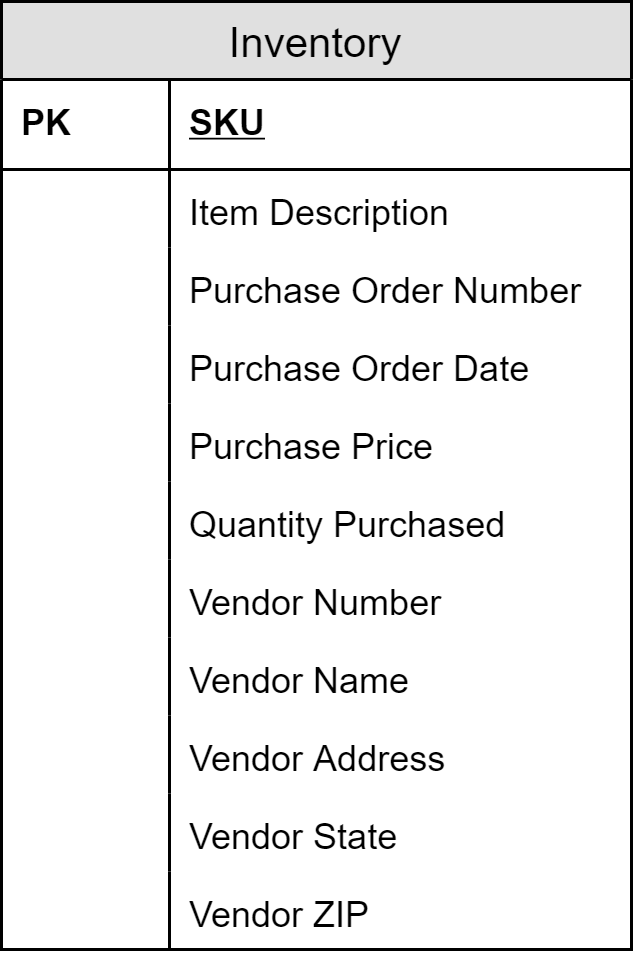 Inventory
PK SKU
Item Description
Purchase Order Number
Purchase Order Date
Purchase Price
Quantity Purchased
Vendor Number
Vendor Name
Vendor Address
Vendor State
Vendor ZIP